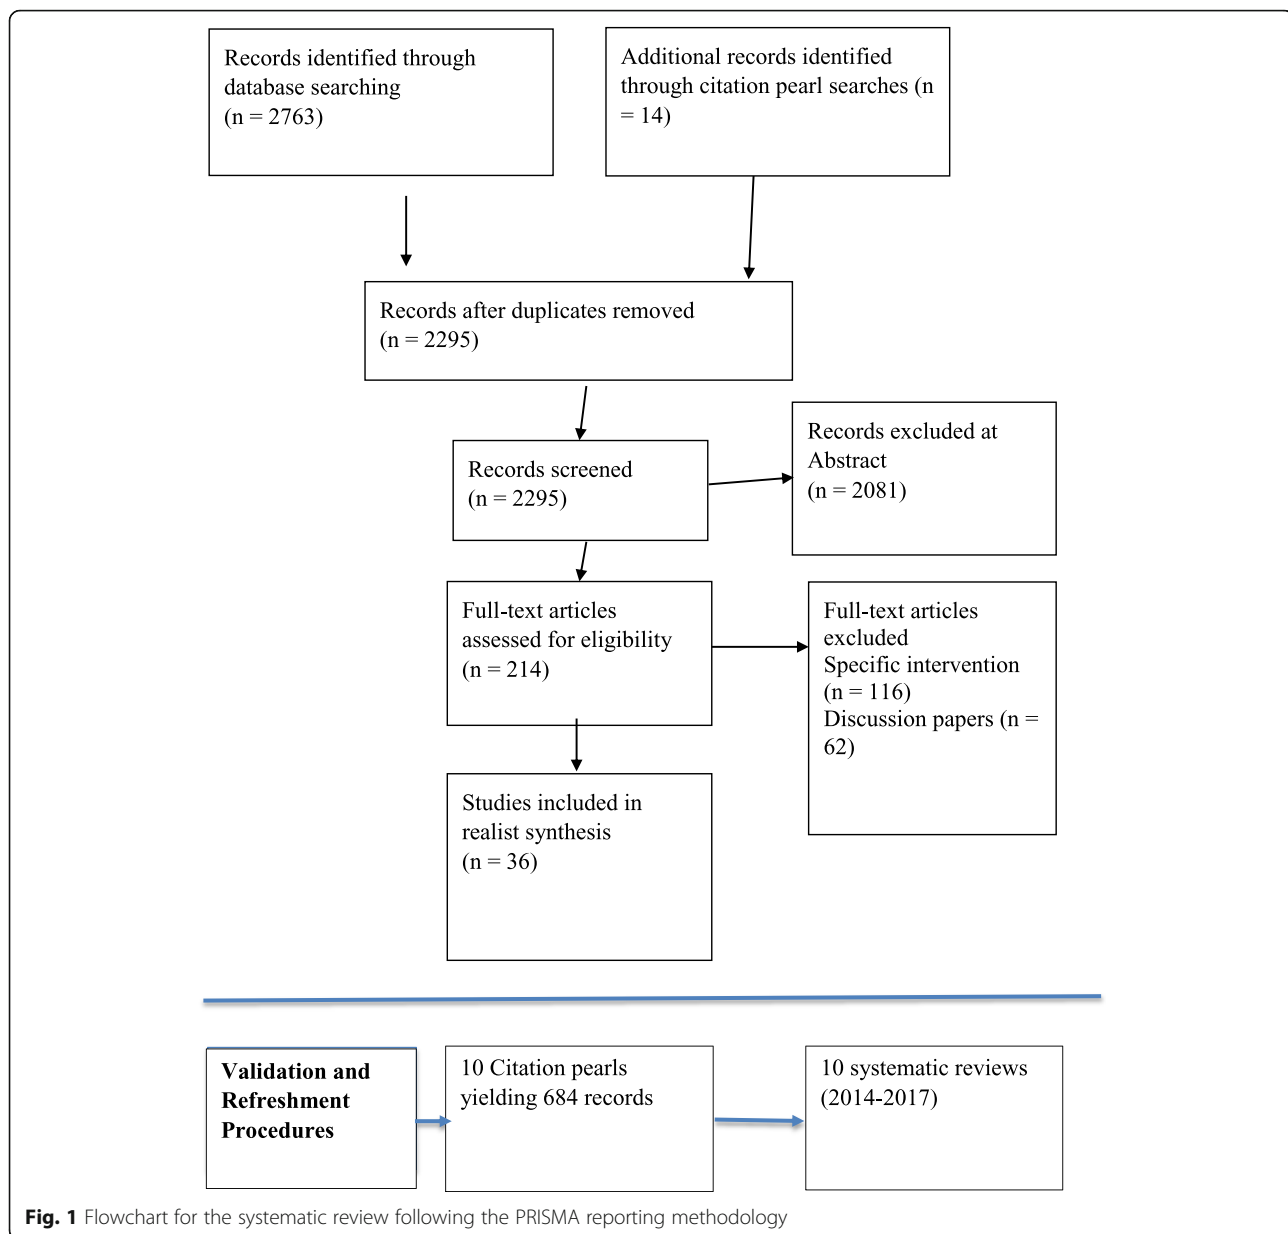 Records identified through
database searching
(n = 2763)
Additional records identified
through citation pearl searches (n
= 14)
Records after duplicates removed
(n = 2295)
Records screened
(n = 2295)
Records excluded at
Abstract
(n = 2081)
Full-text articles
assessed for eligibility
(n = 214)
Full-text articles
excluded
Specific intervention
(n = 116)
Discussion papers (n =
62)
Studies included in
realist synthesis
(n = 36)
Validation and
Refreshment
Procedures
10 Citation pearls
yielding 684 records
10 systematic reviews
(2014-2017)
Fig. 1 Flowchart for the systematic review following the PRISMA reporting methodology